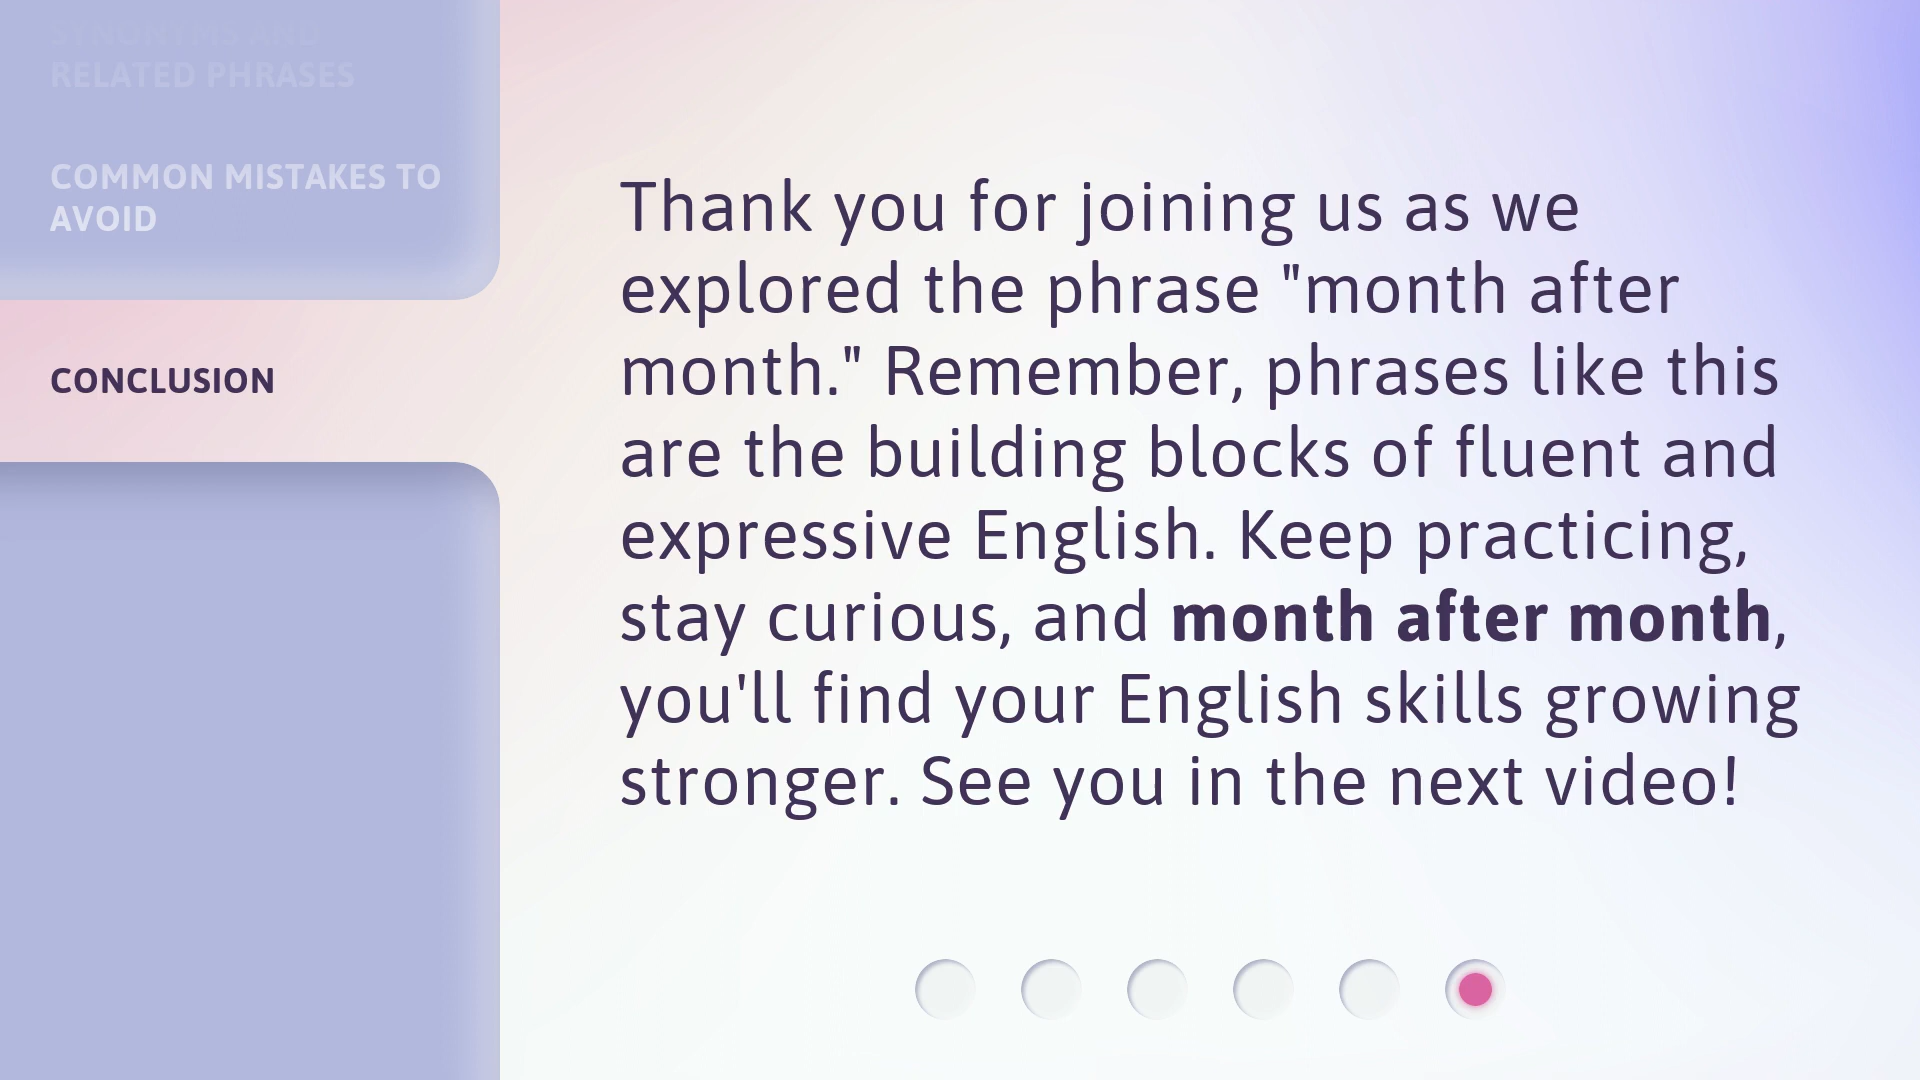 SYNONYMS AND
RELATED PHRASES
COMMON MISTAKES TO
AVOID
CONCLUSION
Thank you for joining us as we
explored the phrase "month after
month." Remember, phrases like this
are the building blocks of fluent and
expressive English. Keep practicing,
stay curious, and month after month,
you'll find your English skills growing
stronger. See you in the next video!